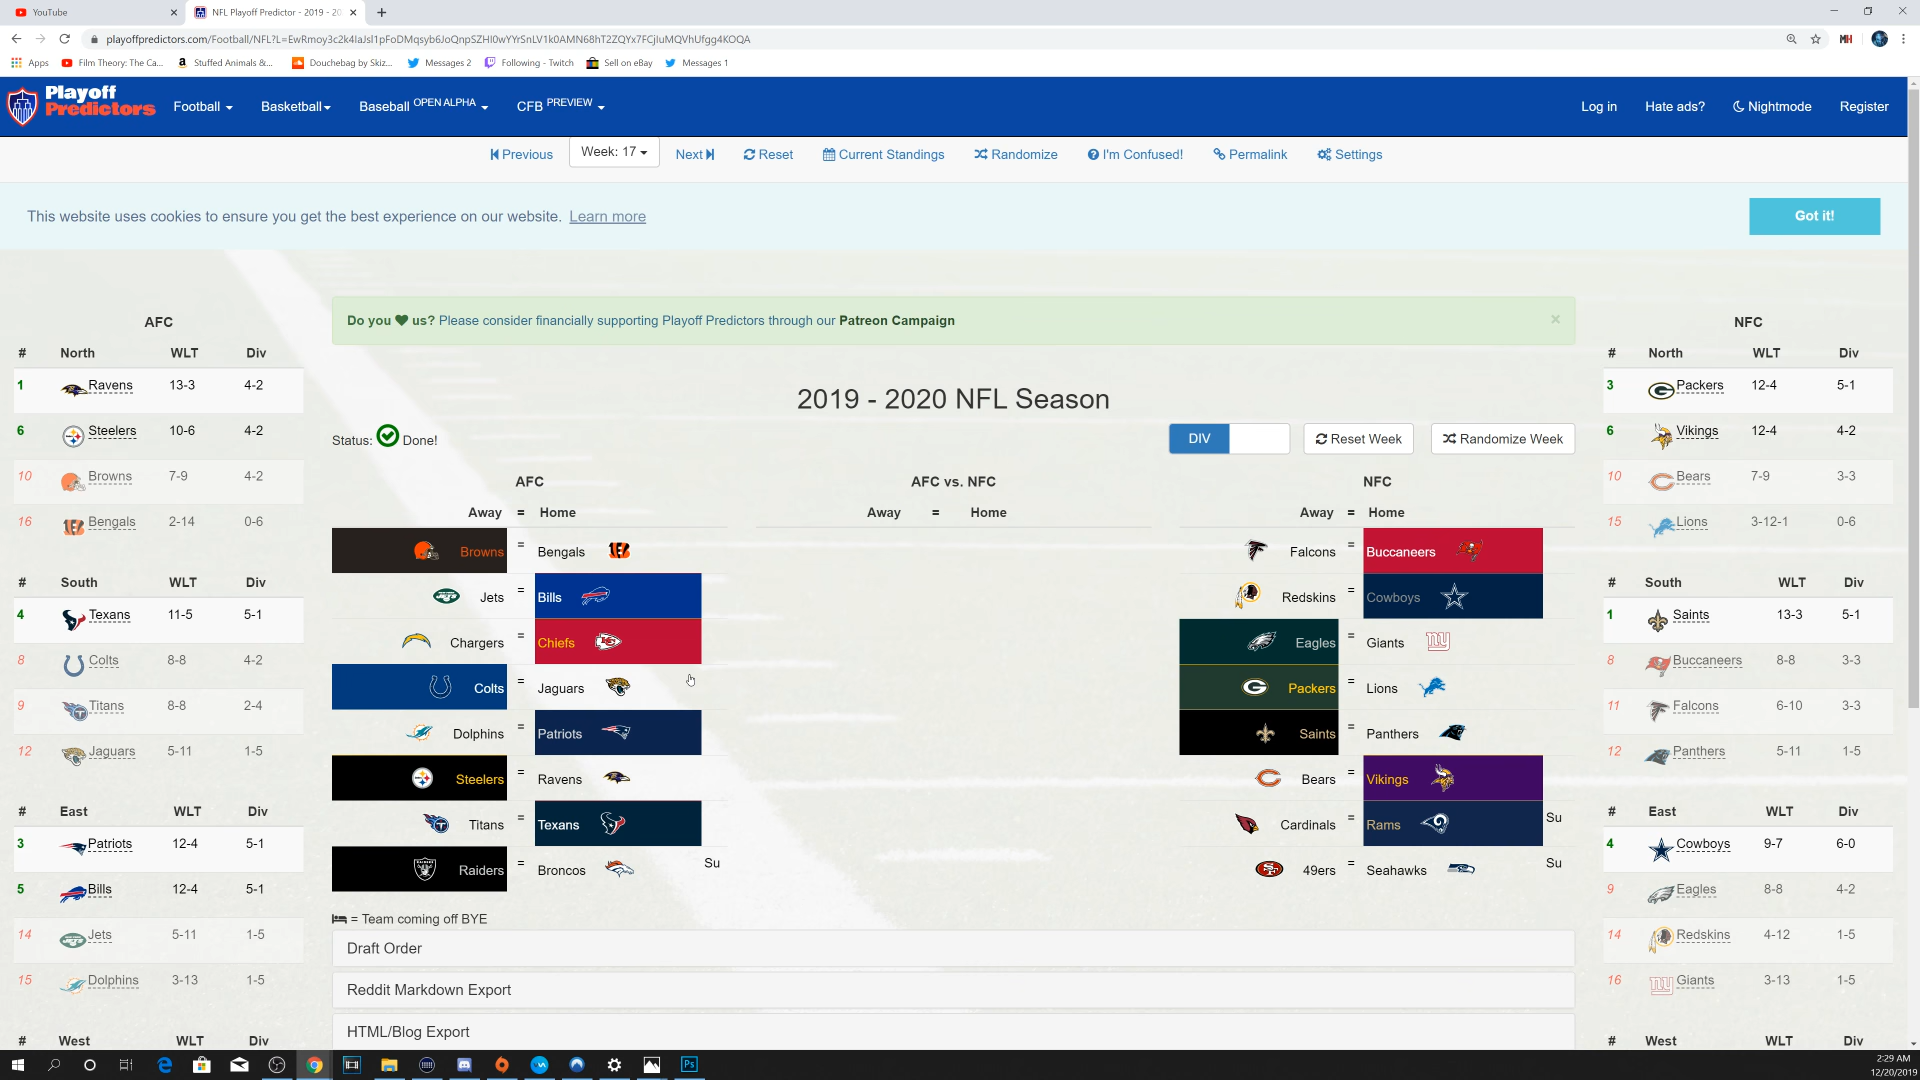 YouTube
NFL Playoff Predictor - 2019 - 20
playoffpredictors.com/Football/NFL?L=EwRmoy3c2k4IaJsl1pFoDMqsyb6JoQnpSZHI0wYYrSnLV1k0AMN68hT2ZQYx7FCjluMQVhUfgg4KOQA
Apps Film Theory: The Ca... Stuffed Animals &... Douchebag by Skiz... Messages 2 Following - Twitch Sell on eBay Messages 1
Playoff Predictors
Football Basketball Baseball OPEN ALPHA CFB PREVIEW Log in Hate ads? Nightmode Register
Previous Week: 17 Next Reset Current Standings Randomize I'm Confused! Permalink Settings
This website uses cookies to ensure you get the best experience on our website. Learn more Got it!
Do you us? Please consider financially supporting Playoff Predictors through our Patreon Campaign ×
2019 - 2020 NFL Season
Status: Done!
DIV Reset Week Randomize Week
AFC
# North WLT Div
1 Ravens 13-3 4-2
6 Steelers 10-6 4-2
10 Browns 7-9 4-2
16 Bengals 2-14 0-6
# South WLT Div
4 Texans 11-5 5-1
8 Colts 8-8 4-2
9 Titans 8-8 2-4
12 Jaguars 5-11 1-5
# East WLT Div
3 Patriots 12-4 5-1
5 Bills 12-4 5-1
14 Jets 5-11 1-5
15 Dolphins 3-13 1-5
# West WLT Div
AFC
Away = Home
Browns = Bengals
Jets = Bills
Chargers = Chiefs
Colts = Jaguars
Dolphins = Patriots
Steelers = Ravens
Titans = Texans
Raiders = Broncos Su
AFC vs. NFC
Away = Home
NFC
Away = Home
Falcons = Buccaneers
Redskins = Cowboys
Eagles = Giants
Packers = Lions
Saints = Panthers
Bears = Vikings
Cardinals = Rams Su
49ers = Seahawks Su
= Team coming off BYE
Draft Order
Reddit Markdown Export
HTML/Blog Export
NFC
# North WLT Div
3 Packers 12-4 5-1
6 Vikings 12-4 4-2
10 Bears 7-9 3-3
15 Lions 3-12-1 0-6
# South WLT Div
1 Saints 13-3 5-1
8 Buccaneers 8-8 3-3
11 Falcons 6-10 3-3
12 Panthers 5-11 1-5
# East WLT Div
4 Cowboys 9-7 6-0
9 Eagles 8-8 4-2
14 Redskins 4-12 1-5
16 Giants 3-13 1-5
# West WLT Div
2:29 AM
12/20/2019